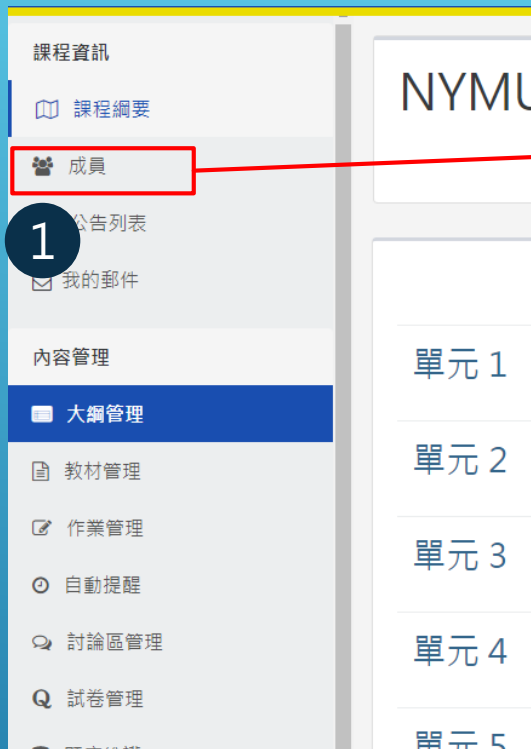 課程資訊
課程綱要
成員
1
公告列表
我的郵件
內容管理
大綱管理
教材管理
作業管理
自動提醒
討論區管理
Q 試卷管理
NYMU
單元 1
單元 2
單元 3
單元 4
單元 5